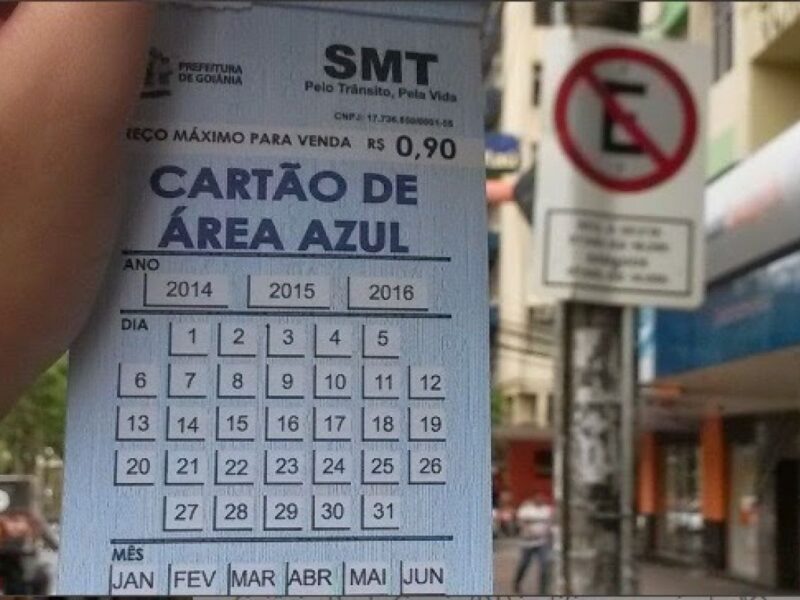 PREFEITURA
DE GOIÂNIA
SMT
Pelo Trânsito, Pela Vida
REÇO MÁXIMO PARA VENDA R$ 0,90
CARTÃO DE
ÁREA AZUL
ANO
2014 2015 2016
DIA
1 2 3 4 5
6 7 8 9 10 11 12
13 14 15 16 17 18 19
20 21 22 23 24 25 26
27 28 29 30 31
MÊS
JAN FEV MAR ABR MAI JUN
E